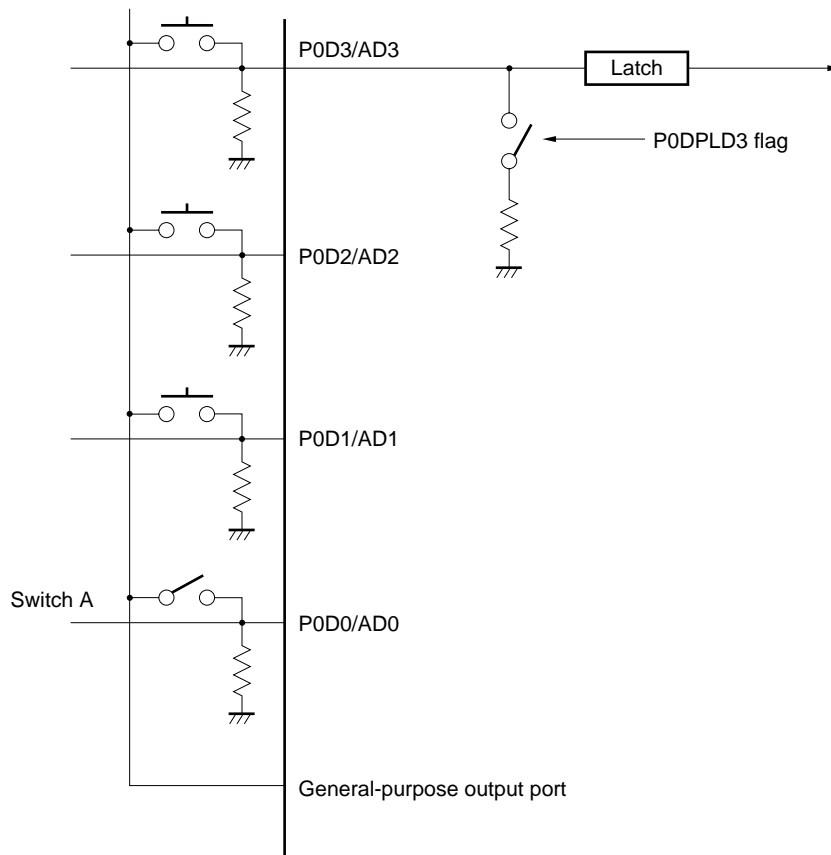 P0D3/AD3
Latch
P0DPLD3 flag
P0D2/AD2
P0D1/AD1
Switch A
P0D0/AD0
General-purpose output port